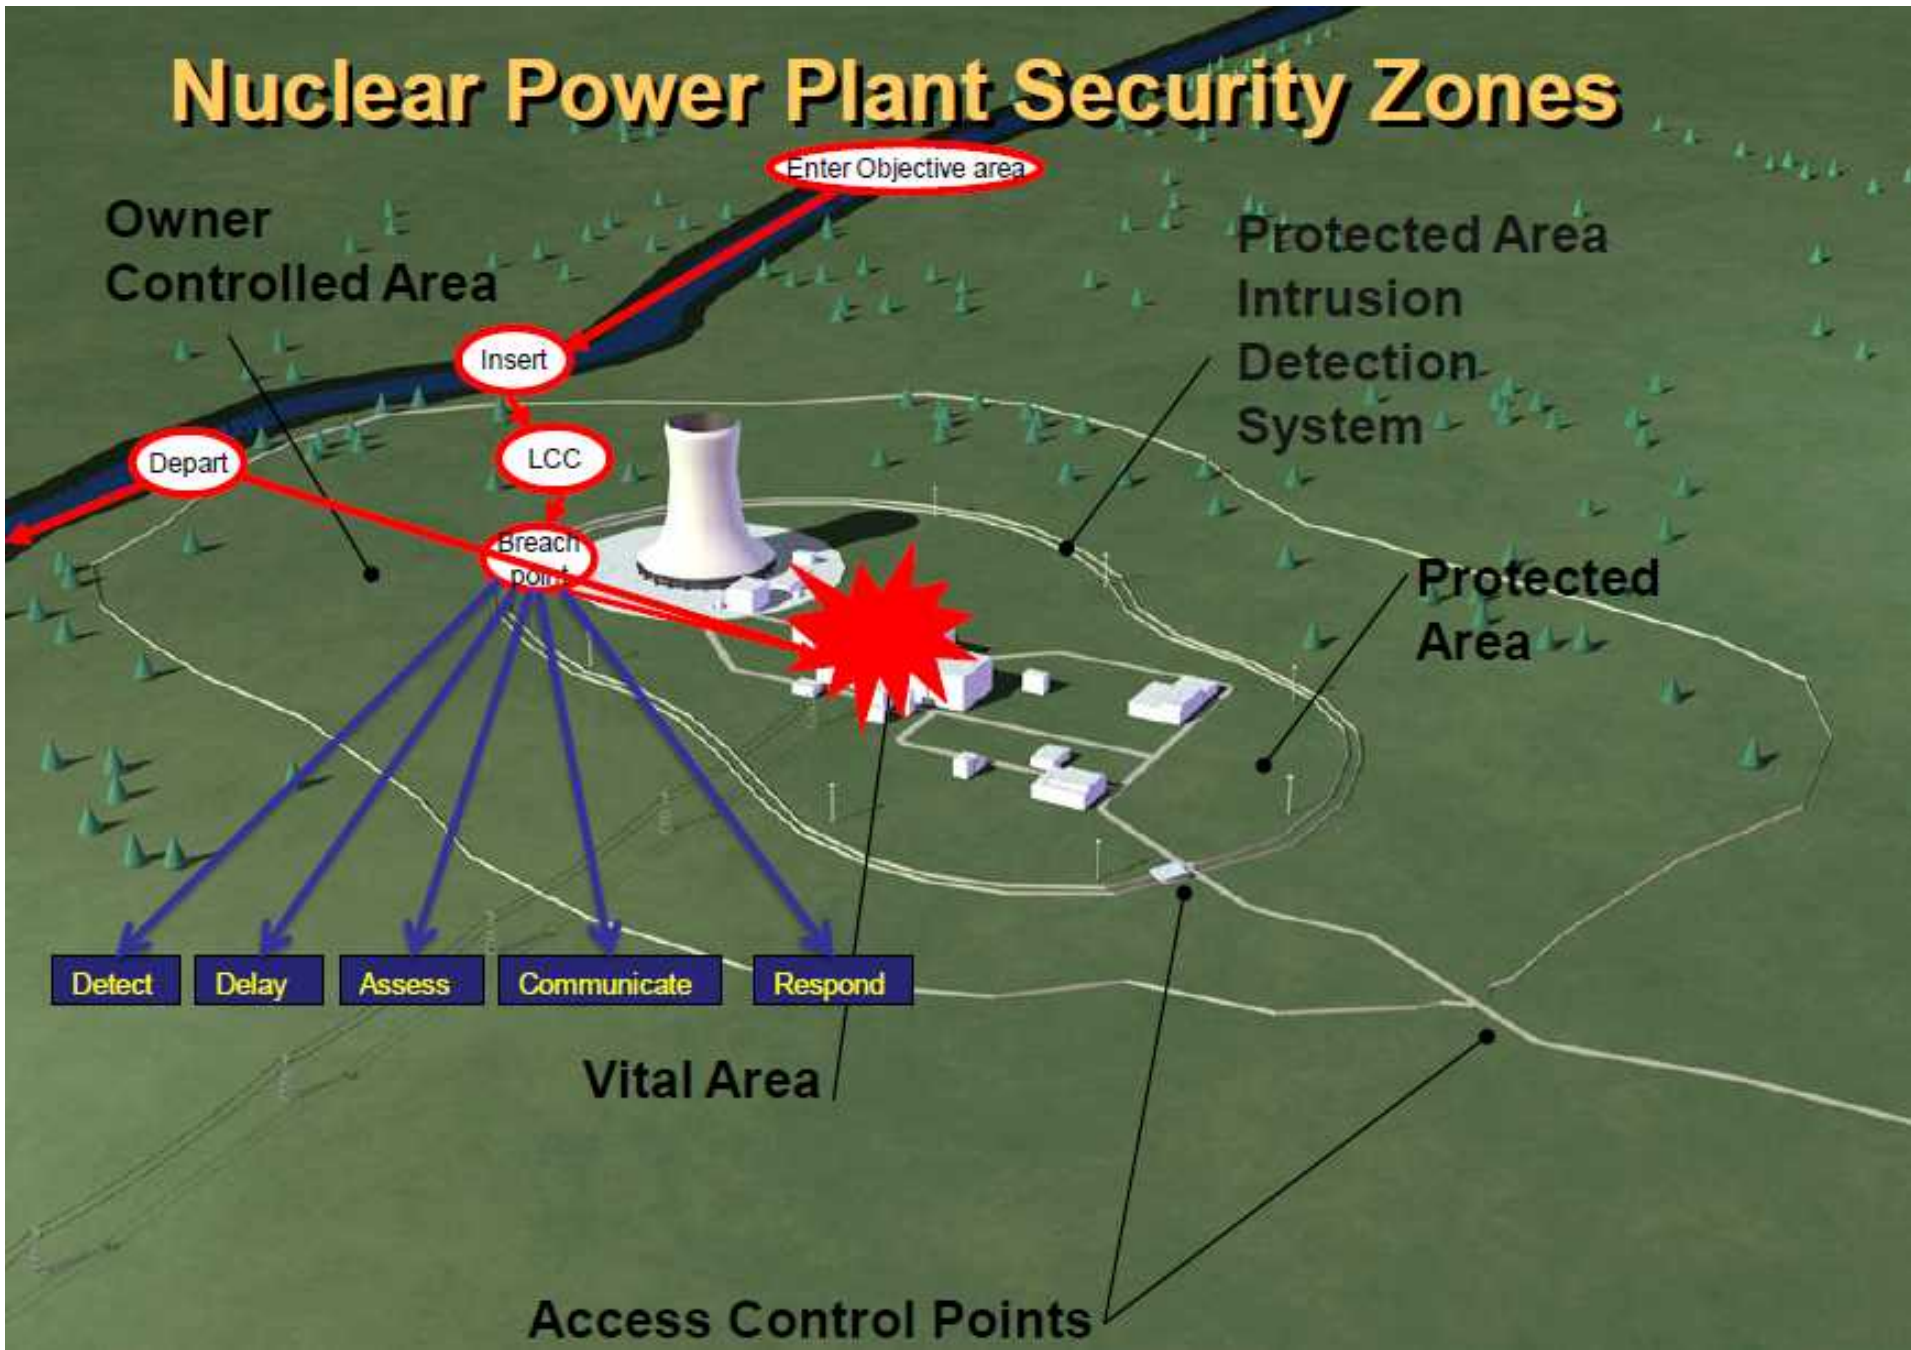 Nuclear Power Plant Security Zones
Enter Objective area
Owner
Controlled Area
Protected Area
Intrusion
Detection
System
Insert
LCC
Depart
Breach
point
Protected
Area
Detect
Delay
Assess
Communicate
Respond
Vital Area
Access Control Points